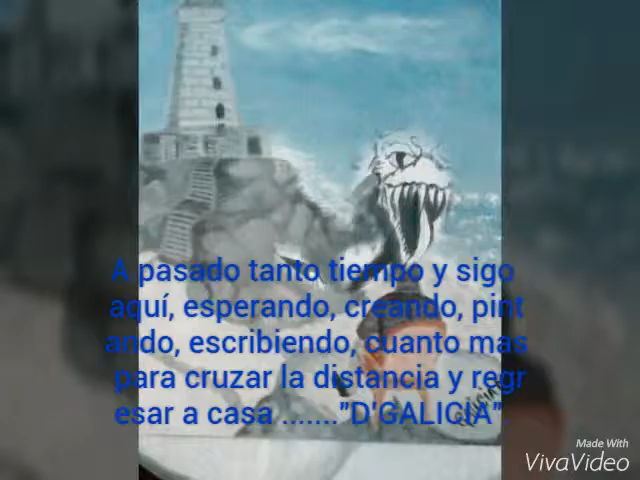 A pasado tanto tiempo y sigo
aquí, esperando, creando, pint
ando, escribiendo, cuanto mas
para cruzar la distancia y regr
esar a casa .......”D'GALICIA”.
Made With
VivaVideo